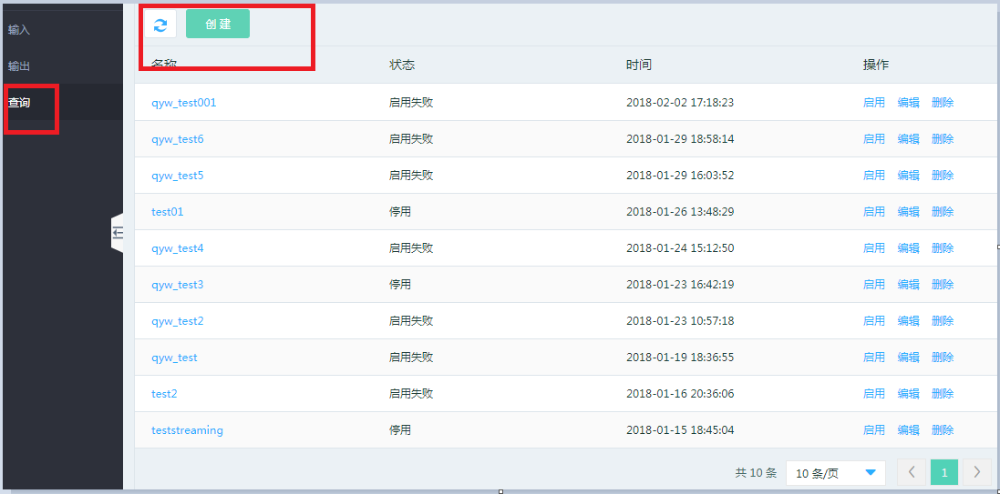 输入
输出
查询
创建
名称 状态 时间 操作
qyw_test001 启用失败 2018-02-02 17:18:23 启用 编辑 删除
qyw_test6 启用失败 2018-01-29 18:58:14 启用 编辑 删除
qyw_test5 启用失败 2018-01-29 16:03:52 启用 编辑 删除
test01 停用 2018-01-26 13:48:29 启用 编辑 删除
qyw_test4 启用失败 2018-01-24 15:12:50 启用 编辑 删除
qyw_test3 停用 2018-01-23 16:42:19 启用 编辑 删除
qyw_test2 启用失败 2018-01-23 10:57:18 启用 编辑 删除
qyw_test 启用失败 2018-01-19 18:36:55 启用 编辑 删除
test2 启用失败 2018-01-16 20:36:06 启用 编辑 删除
teststreaming 停用 2018-01-15 18:45:04 启用 编辑 删除
共 10 条 10 条/页 1